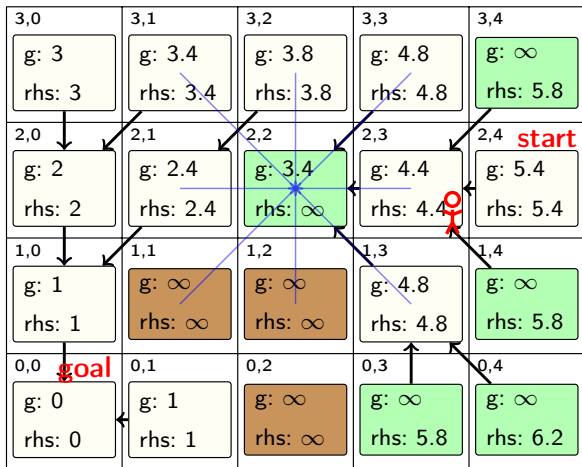 3,0 3,1 3,2 3,3 3,4
g: 3 g: 3.4 g: 3.8 g: 4.8 g: ∞
rhs: 3 rhs: 3.4 rhs: 3.8 rhs: 4.8 rhs: 5.8
2,0 2,1 2,2 2,3 2,4
start
g: 2 g: 2.4 g: 3.4 g: 4.4 g: 5.4
rhs: 2 rhs: 2.4 rhs: ∞ rhs: 4.4 rhs: 5.4
1,0 1,1 1,2 1,3 1,4
g: 1 g: ∞ g: ∞ g: 4.8 g: ∞
rhs: 1 rhs: ∞ rhs: ∞ rhs: 4.8 rhs: 5.8
0,0 0,1 0,2 0,3 0,4
goal
g: 0 g: 1 g: ∞ g: ∞ g: ∞
rhs: 0 rhs: 1 rhs: ∞ rhs: 5.8 rhs: 6.2